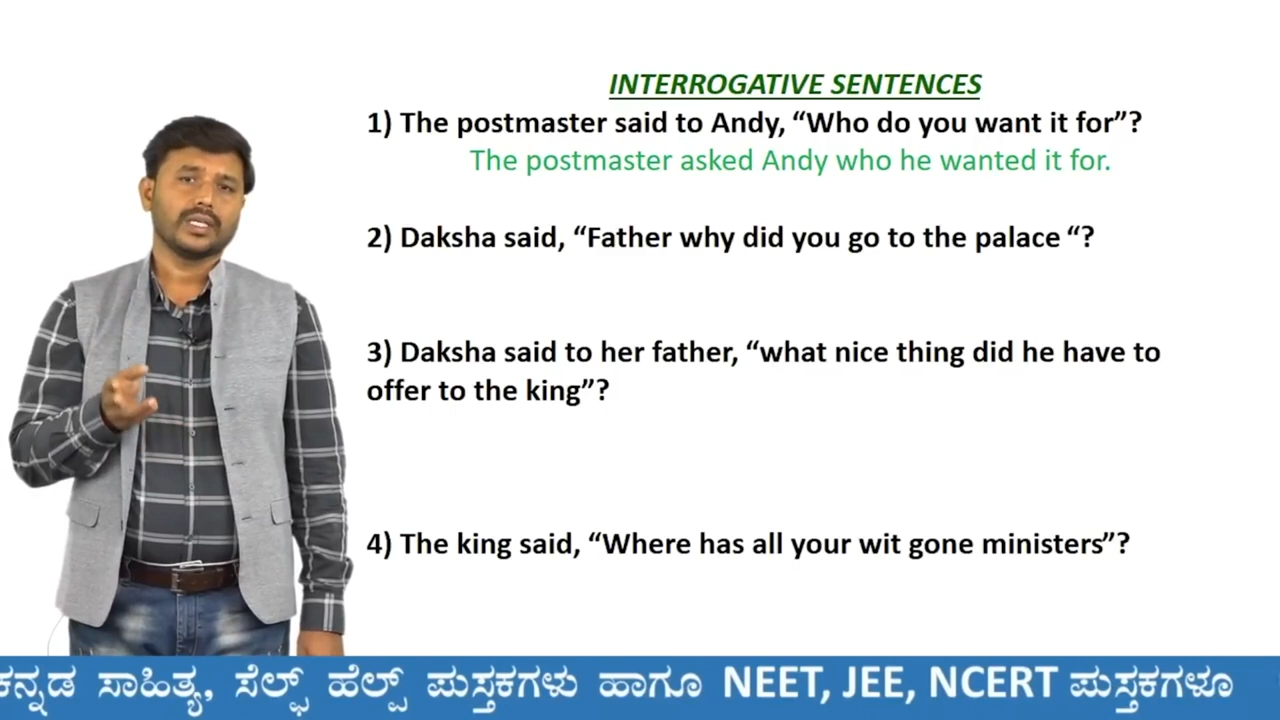 INTERROGATIVE SENTENCES
1) The postmaster said to Andy, “Who do you want it for”?
The postmaster asked Andy who he wanted it for.
2) Daksha said, “Father why did you go to the palace “?
3) Daksha said to her father, “what nice thing did he have to
offer to the king”?
4) The king said, “Where has all your wit gone ministers”?
ಕನ್ನಡ ಸಾಹಿತ್ಯ, ಸೆಲ್ಫ್ ಹೆಲ್ಪ್ ಪುಸ್ತಕಗಳು ಹಾಗೂ NEET, JEE, NCERT ಪುಸ್ತಕಗಳೂ